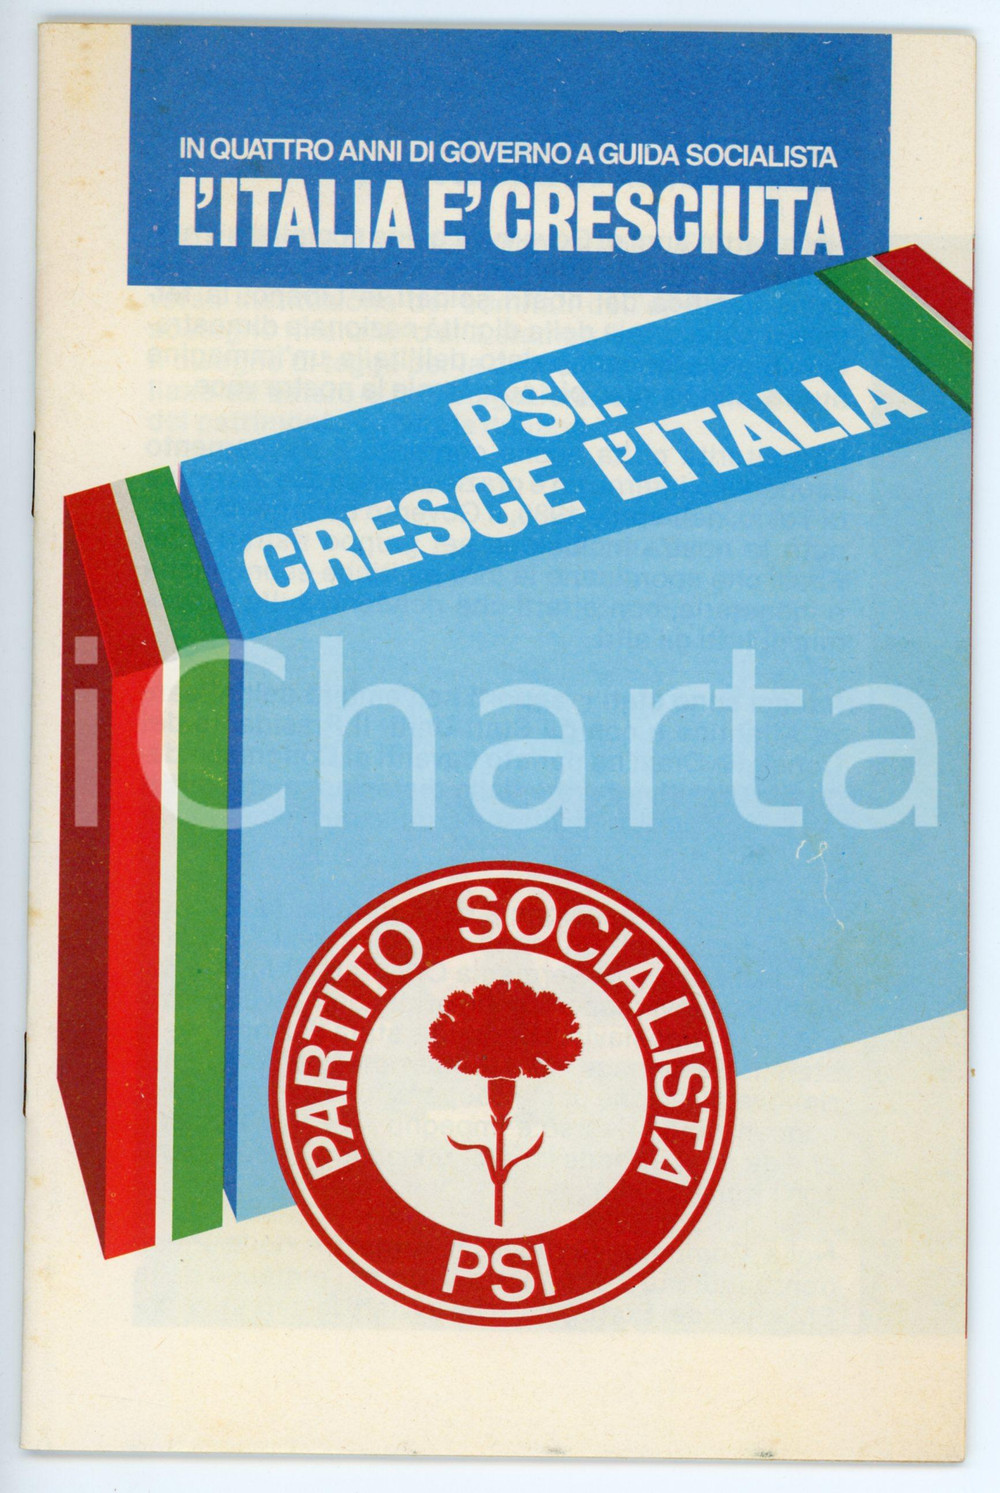 IN QUATTRO ANNI DI GOVERNO A GUIDA SOCIALISTA
L'ITALIA E' CRESCIUTA
PSI.
CRESCE L'ITALIA
iCharta
PARTITO SOCIALISTA
PSI